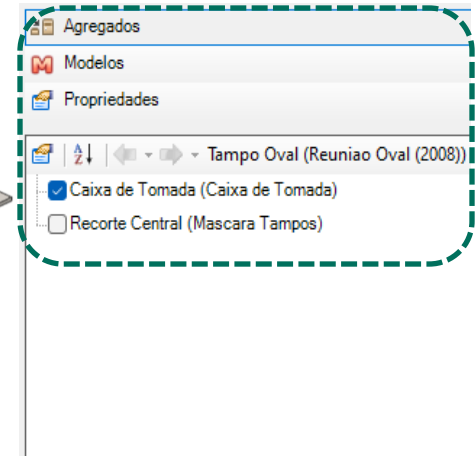 Agregados
Modelos
Propriedades
Tampo Oval (Reuniao Oval (2008))
Caixa de Tomada (Caixa de Tomada)
Recorte Central (Mascara Tampos)